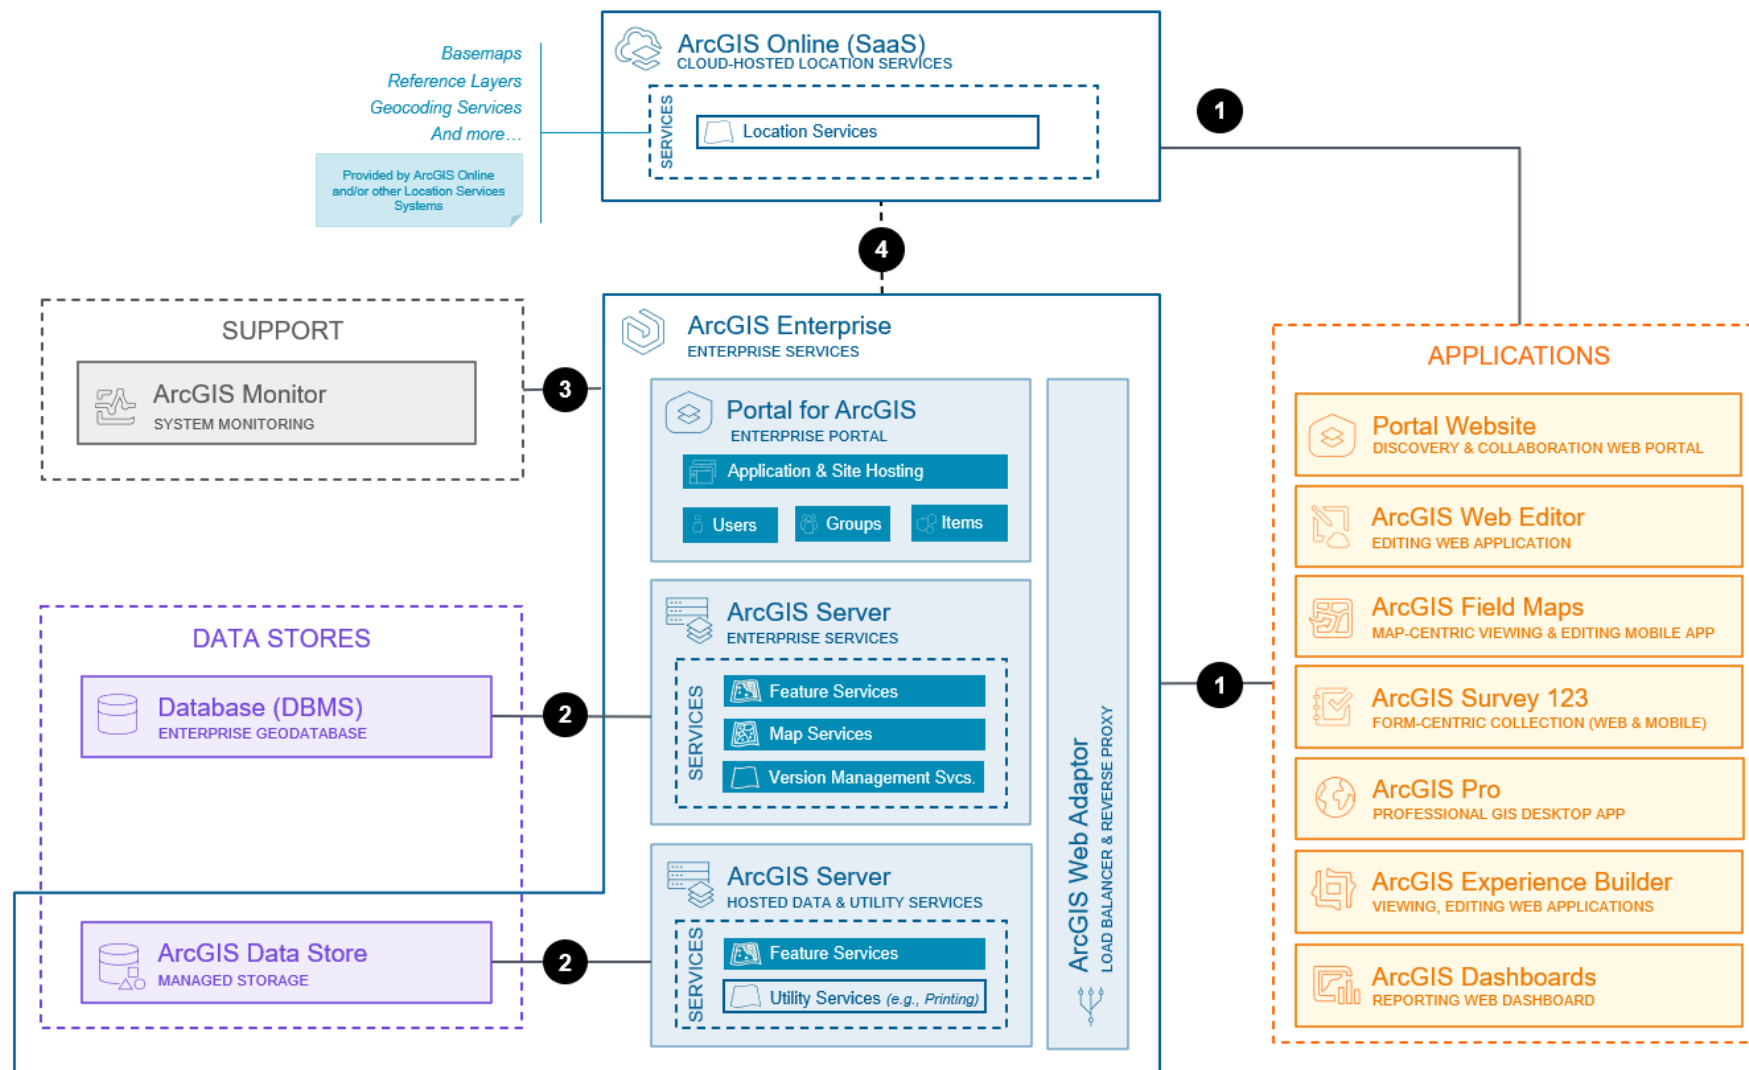 Basemaps
Reference Layers
Geocoding Services
And more…
Provided by ArcGIS Online
and/or other Location Services
Systems
ArcGIS Online (SaaS)
CLOUD-HOSTED LOCATION SERVICES
SERVICES
Location Services
1
4
SUPPORT
ArcGIS Monitor
SYSTEM MONITORING
3
ArcGIS Enterprise
ENTERPRISE SERVICES
Portal for ArcGIS
ENTERPRISE PORTAL
Application & Site Hosting
Users
Groups
Items
DATA STORES
Database (DBMS)
ENTERPRISE GEODATABASE
2
ArcGIS Server
ENTERPRISE SERVICES
SERVICES
Feature Services
Map Services
Version Management Svcs.
ArcGIS Data Store
MANAGED STORAGE
2
ArcGIS Server
HOSTED DATA & UTILITY SERVICES
SERVICES
Feature Services
Utility Services (e.g., Printing)
ArcGIS Web Adaptor
LOAD BALANCER & REVERSE PROXY
1
APPLICATIONS
Portal Website
DISCOVERY & COLLABORATION WEB PORTAL
ArcGIS Web Editor
EDITING WEB APPLICATION
ArcGIS Field Maps
MAP-CENTRIC VIEWING & EDITING MOBILE APP
ArcGIS Survey 123
FORM-CENTRIC COLLECTION (WEB & MOBILE)
ArcGIS Pro
PROFESSIONAL GIS DESKTOP APP
ArcGIS Experience Builder
VIEWING, EDITING WEB APPLICATIONS
ArcGIS Dashboards
REPORTING WEB DASHBOARD